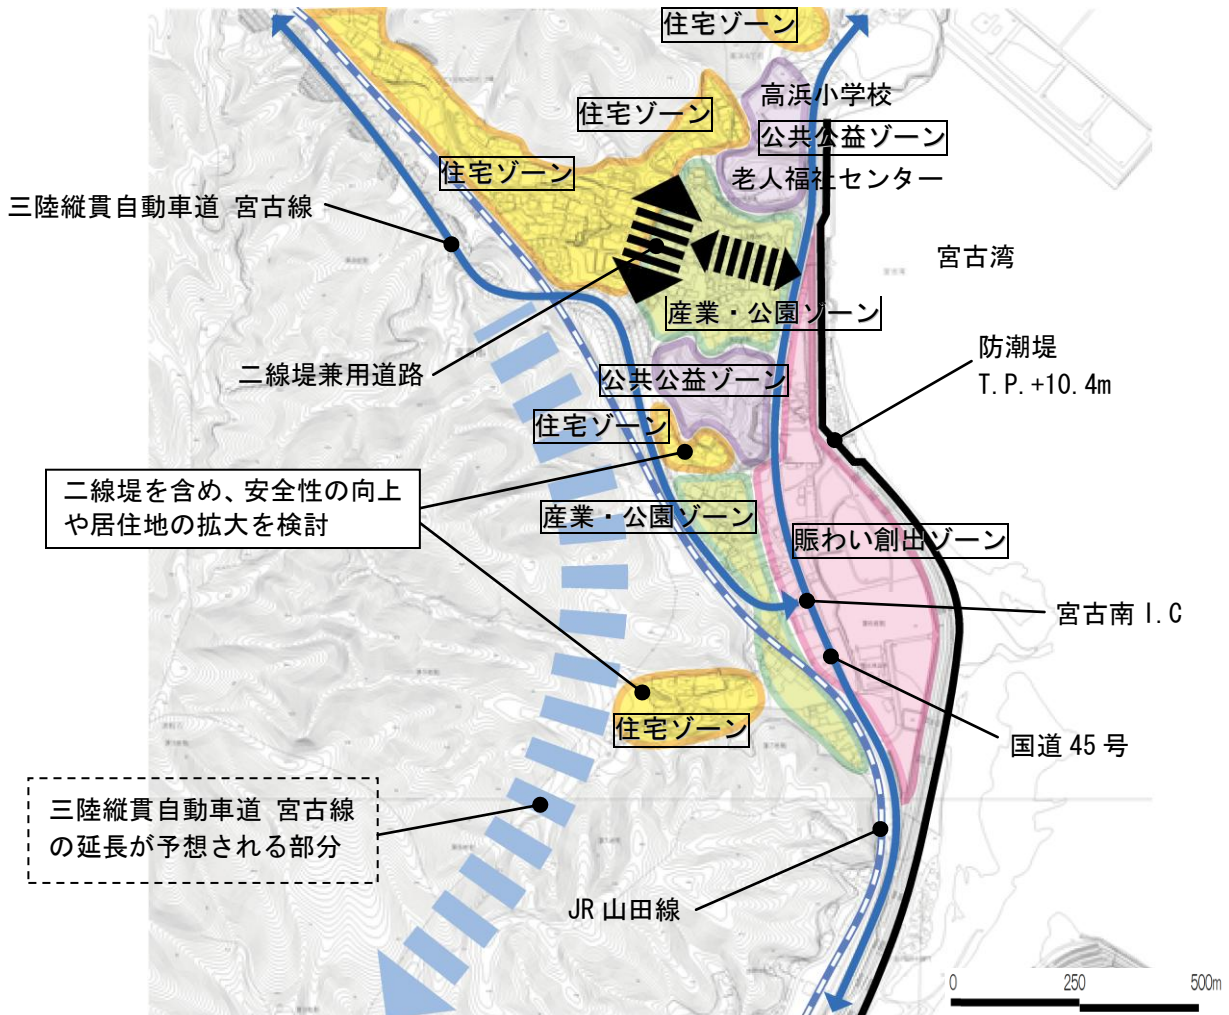 住宅ゾーン
高浜小学校
住宅ゾーン
公共公益ゾーン
住宅ゾーン
老人福祉センター
三陸縦貫自動車道 宮古線
宮古湾
産業・公園ゾーン
防潮堤
T.P.+10.4m
二線堤兼用道路
公共公益ゾーン
住宅ゾーン
二線堤を含め、安全性の向上
や居住地の拡大を検討
産業・公園ゾーン
賑わい創出ゾーン
宮古南 I.C
住宅ゾーン
国道 45 号
三陸縦貫自動車道 宮古線
の延長が予想される部分
JR 山田線
0 250 500m